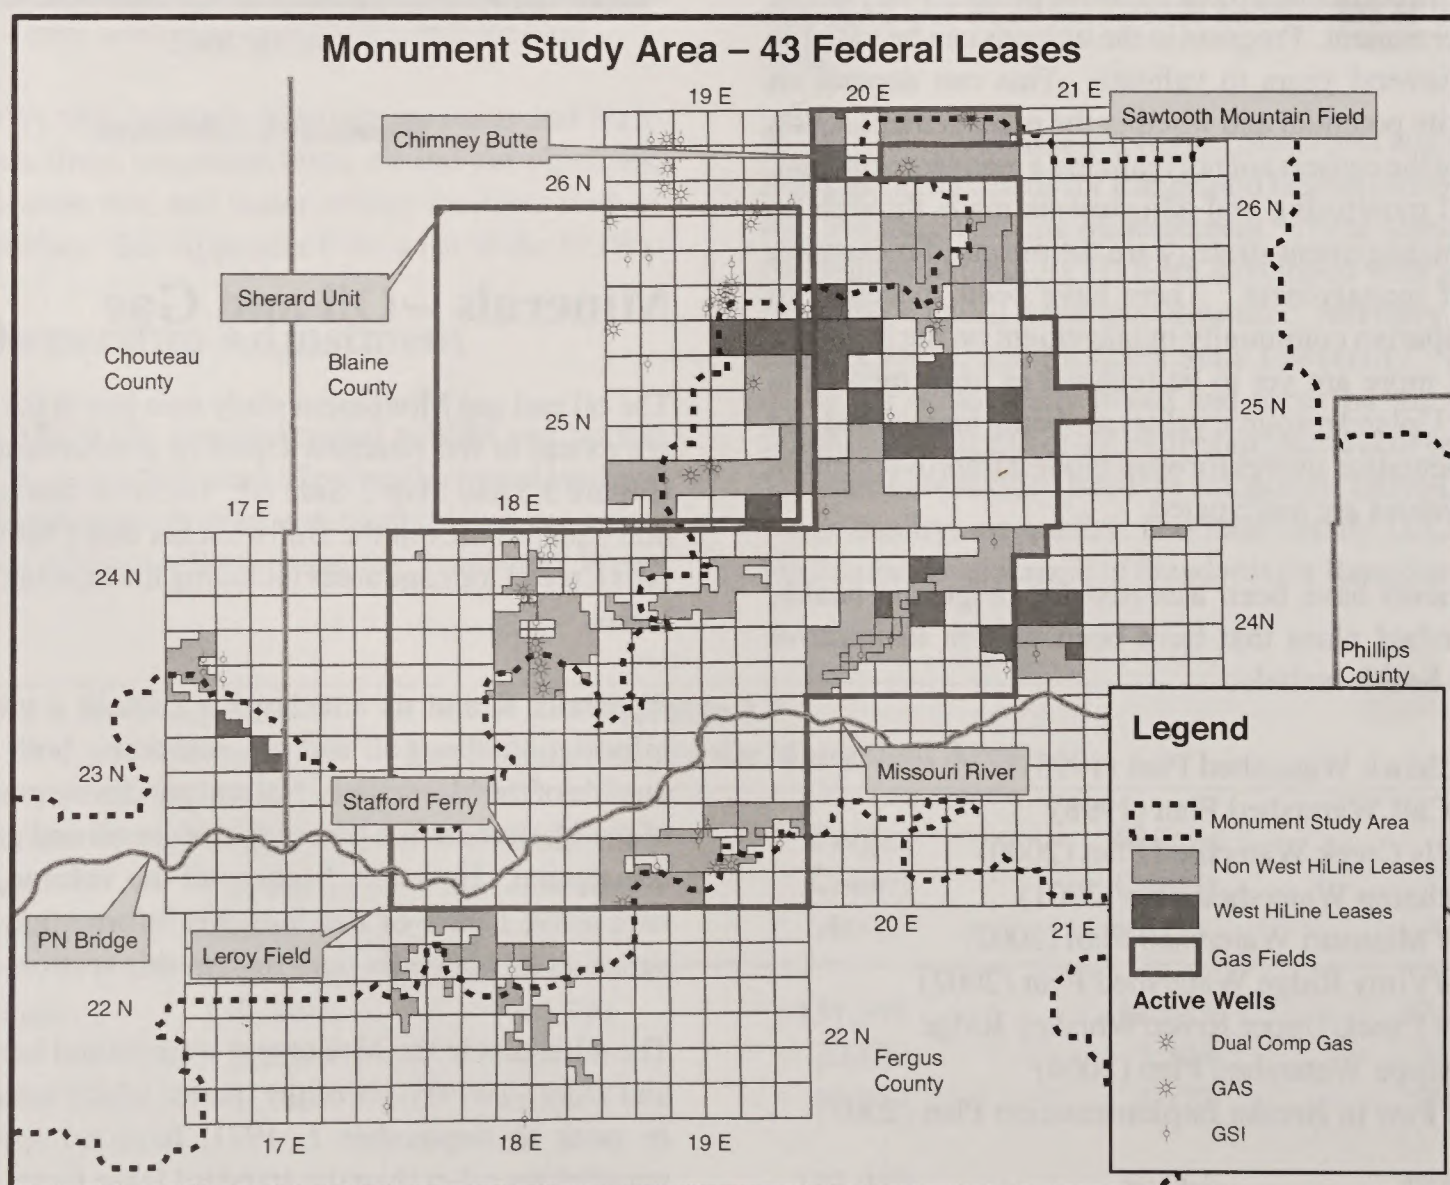 Monument Study Area – 43 Federal Leases
19 E
20 E
21 E
Sawtooth Mountain Field
Chimney Butte
26 N
26 N
Sherard Unit
Chouteau
County
Blaine
County
25 N
25 N
17 E
18 E
24 N
24N
Phillips
County
23 N
Stafford Ferry
Missouri River
PN Bridge
Leroy Field
20 E
21 E
22 N
22 N
Fergus
County
17 E
18 E
19 E
Legend
Monument Study Area
Non West HiLine Leases
West HiLine Leases
Gas Fields
Active Wells
Dual Comp Gas
GAS
GSI